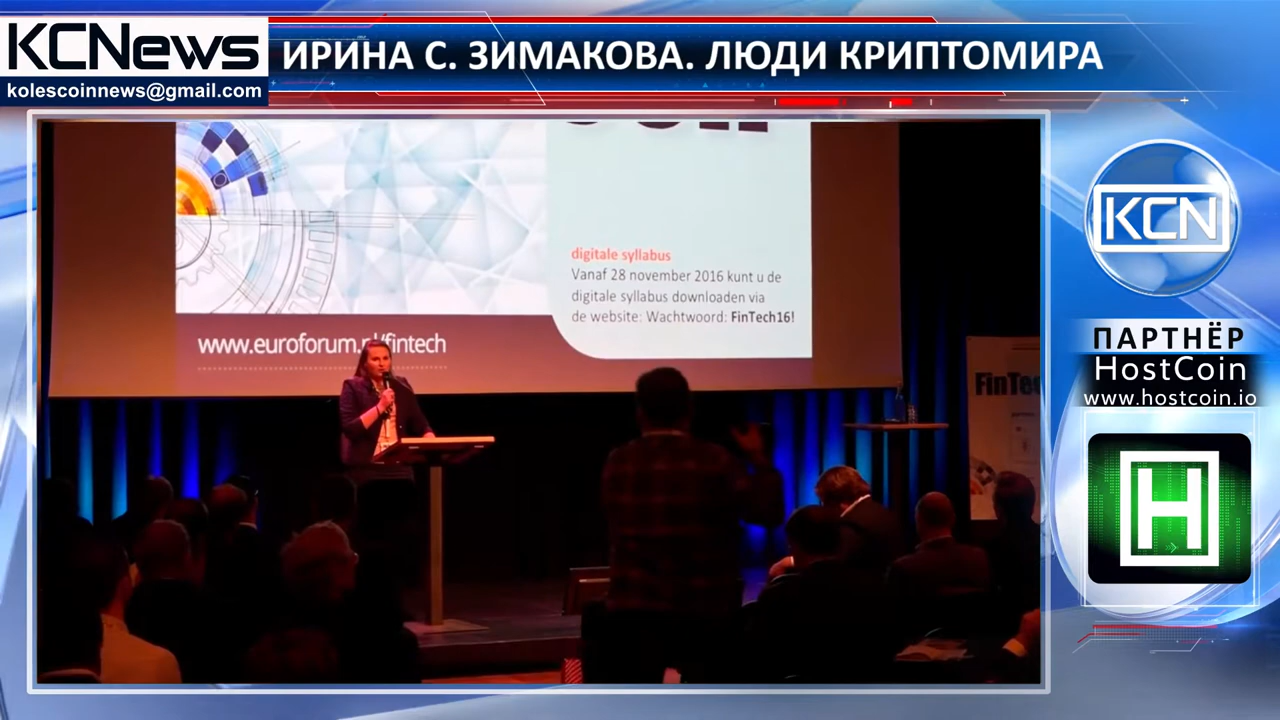 KCNews
kolescoinnews@gmail.com
ИРИНА С. ЗИМАКОВА. ЛЮДИ КРИПТОМИРА
digitale syllabus
Vanaf 28 november 2016 kunt u de
digitale syllabus downloaden via
de website: Wachtwoord: FinTech16!
www.euroforum.nl/fintech
KCN
ПАРТНЁР
HostCoin
www.hostcoin.io
H